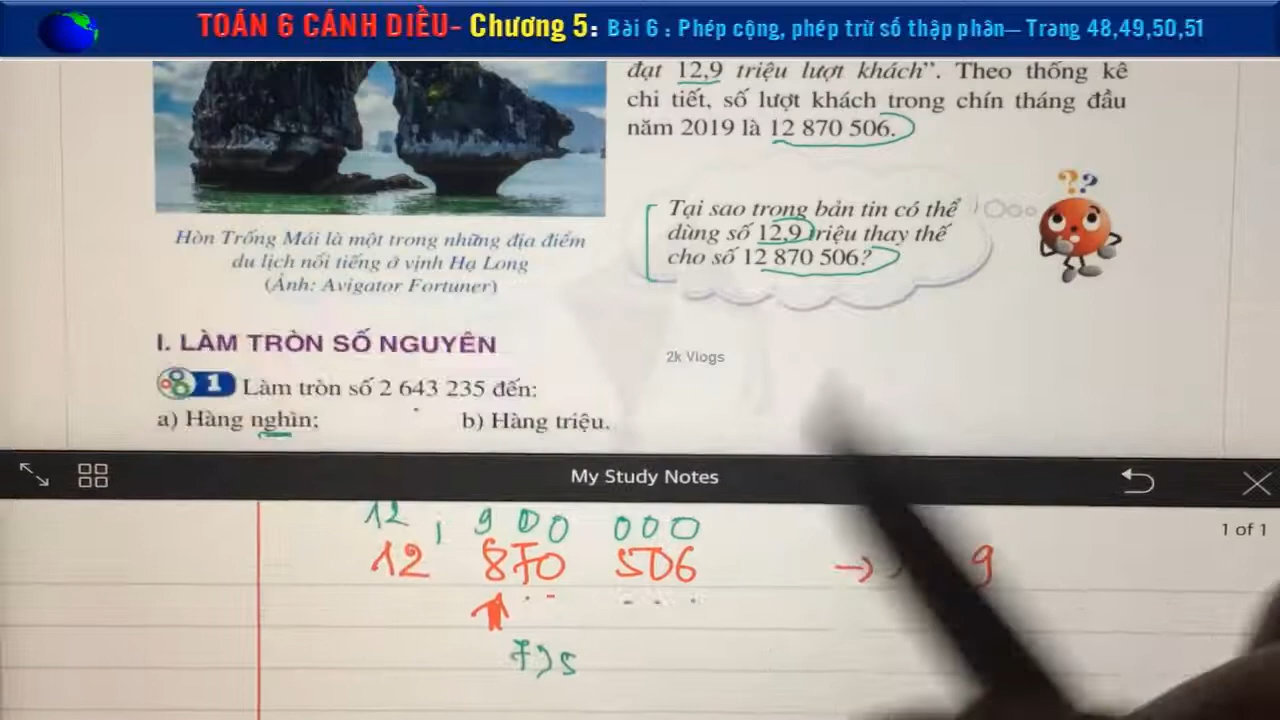 TOÁN 6 CÁNH DIỀU- Chương 5: Bài 6 : Phép cộng, phép trừ số thập phân– Trang 48,49,50,51
đạt 12,9 triệu lượt khách”. Theo thống kê
chi tiết, số lượt khách trong chín tháng đầu
năm 2019 là 12 870 506.
??
Tại sao trong bản tin có thể
dùng số 12,9 triệu thay thế
cho số 12 870 506?
Hòn Trống Mái là một trong những địa điểm
du lịch nổi tiếng ở vịnh Hạ Long
(Ảnh: Avigator Fortuner)
I. LÀM TRÒN SỐ NGUYÊN
2k Vlogs
1 Làm tròn số 2 643 235 đến:
a) Hàng nghìn; b) Hàng triệu.
My Study Notes
1 of 1
12 , 900 000
12 870 506 → 9
7 > 5